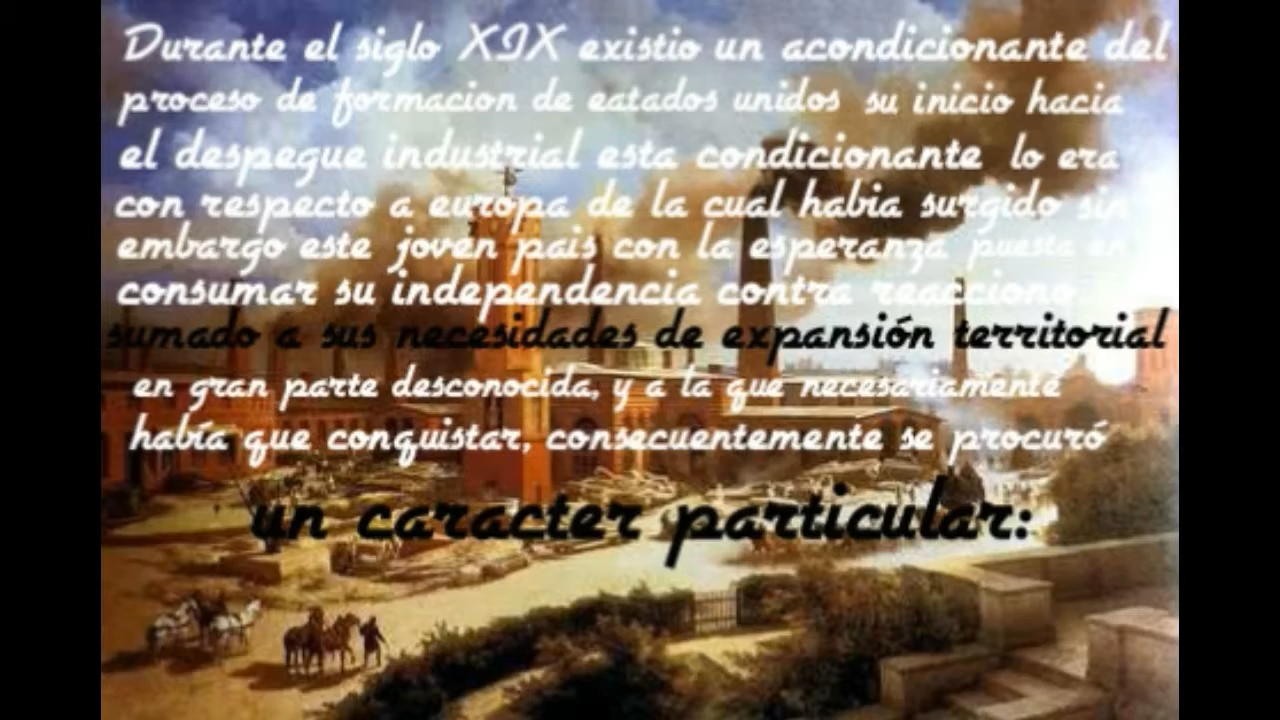 Durante el siglo XIX existio un acondicionante del
proceso de formacion de eatados unidos su inicio hacia
el despegue industrial esta condicionante lo era
con respecto a europa de la cual habia surgido sin
embargo este joven pais con la esperanza puesta en
consumar su independencia contra reacciono
sumado a sus necesidades de expansión territorial
en gran parte desconocida, y a la que necesariamente
había que conquistar, consecuentemente se procuró
un caracter particular: